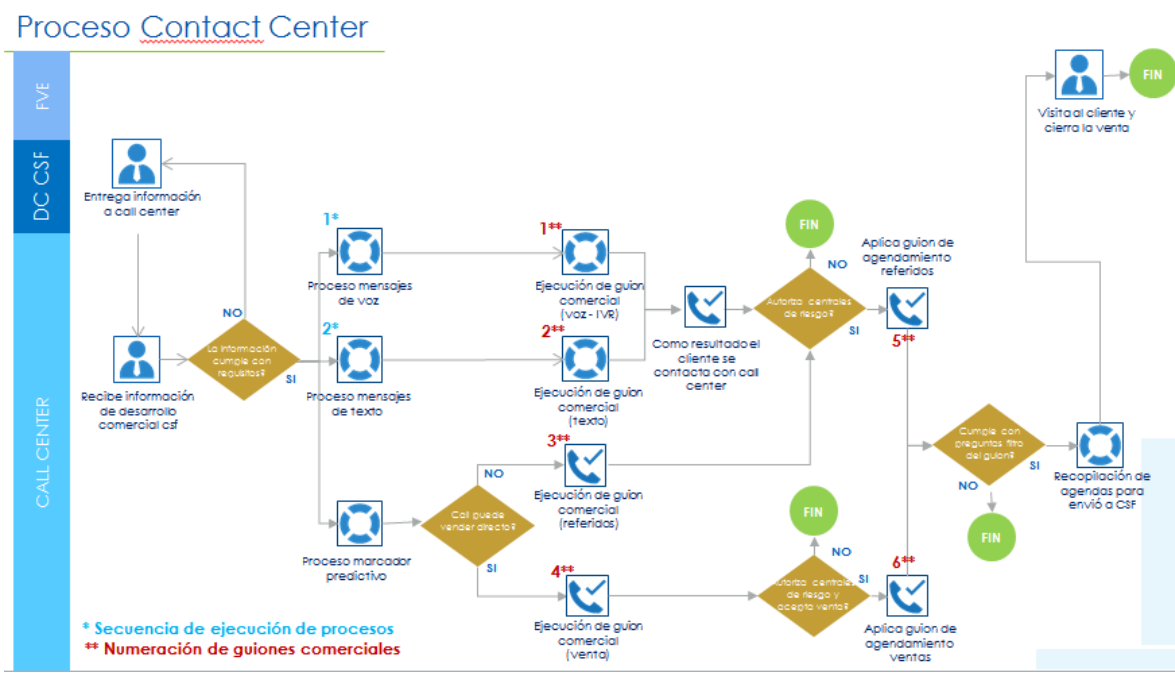 Proceso Contact Center
FVE
DC CSF
CALL CENTER
Entrega información
a call center
Recibe información
de desarrollo
comercial csf
La información
cumple con
requisitos?
NO
SI
1*
Proceso mensajes
de voz
2*
Proceso mensajes
de texto
Proceso marcador
predictivo
Call puede
vender directo?
NO
SI
1**
Ejecución de guion
comercial
(voz - IVR)
2**
Ejecución de guion
comercial
(texto)
3**
Ejecución de guion
comercial
(referidos)
4**
Ejecución de guion
comercial
(venta)
Como resultado el
cliente se
contacta con call
center
FIN
NO
Autoriza centrales
de riesgo?
SI
Aplica guion de
agendamiento
referidos
5**
FIN
NO
Autoriza centrales
de riesgo y
acepta venta?
SI
6**
Aplica guion de
agendamiento
ventas
Cumple con
preguntas filtro
del guion?
SI
NO
FIN
Recopilación de
agendas para
envió a CSF
Visita al cliente y
cierra la venta
FIN
* Secuencia de ejecución de procesos
** Numeración de guiones comerciales